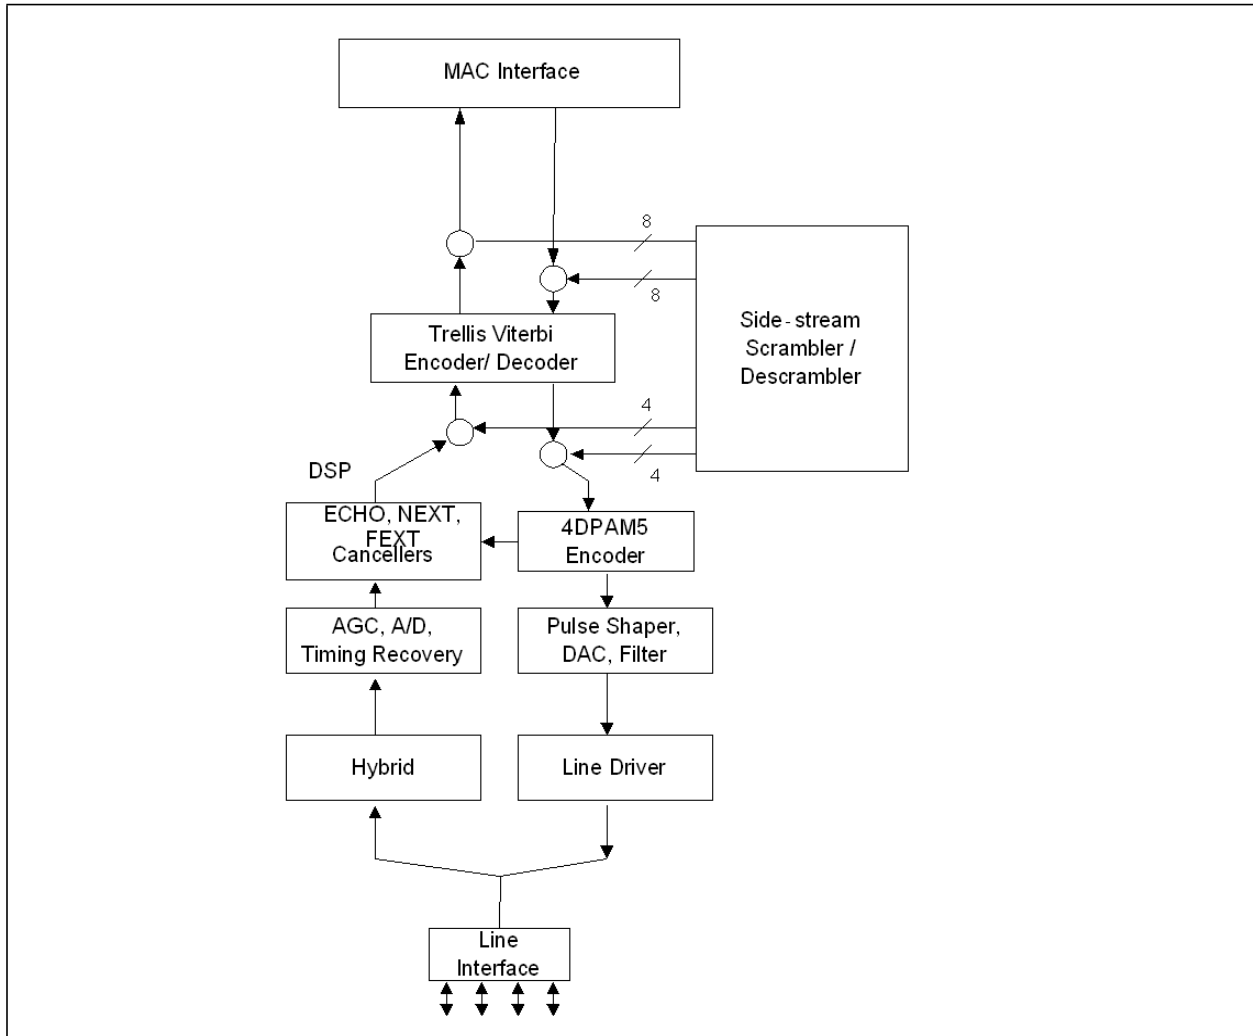 MAC Interface
8
8
Side-stream
Scrambler /
Descrambler
Trellis Viterbi
Encoder/ Decoder
4
4
DSP
ECHO, NEXT,
FEXT
Cancellers
4DPAM5
Encoder
AGC, A/D,
Timing Recovery
Pulse Shaper,
DAC, Filter
Hybrid
Line Driver
Line
Interface